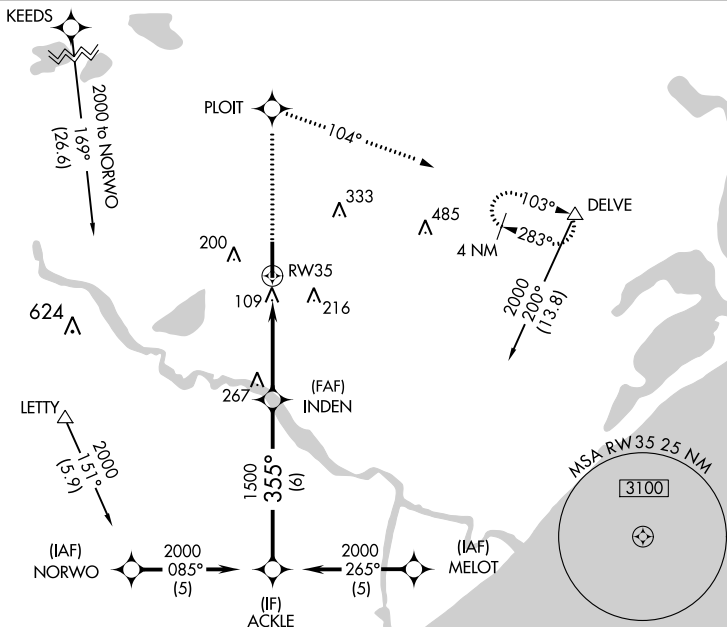 KEEDS
2000 to NORWO
169°
(26.6)
PLOIT
104°
333
485
103°
DELVE
283°
4 NM
2000
200°
(13.8)
200
RW35
109
216
624
267
(FAF)
INDEN
LETTY
2000
151°
(5.9)
1500
355°
(6)
MSA RW35 25 NM
3100
(IAF)
NORWO
2000
085°
(5)
(IF)
ACKLE
2000
265°
(5)
(IAF)
MELOT